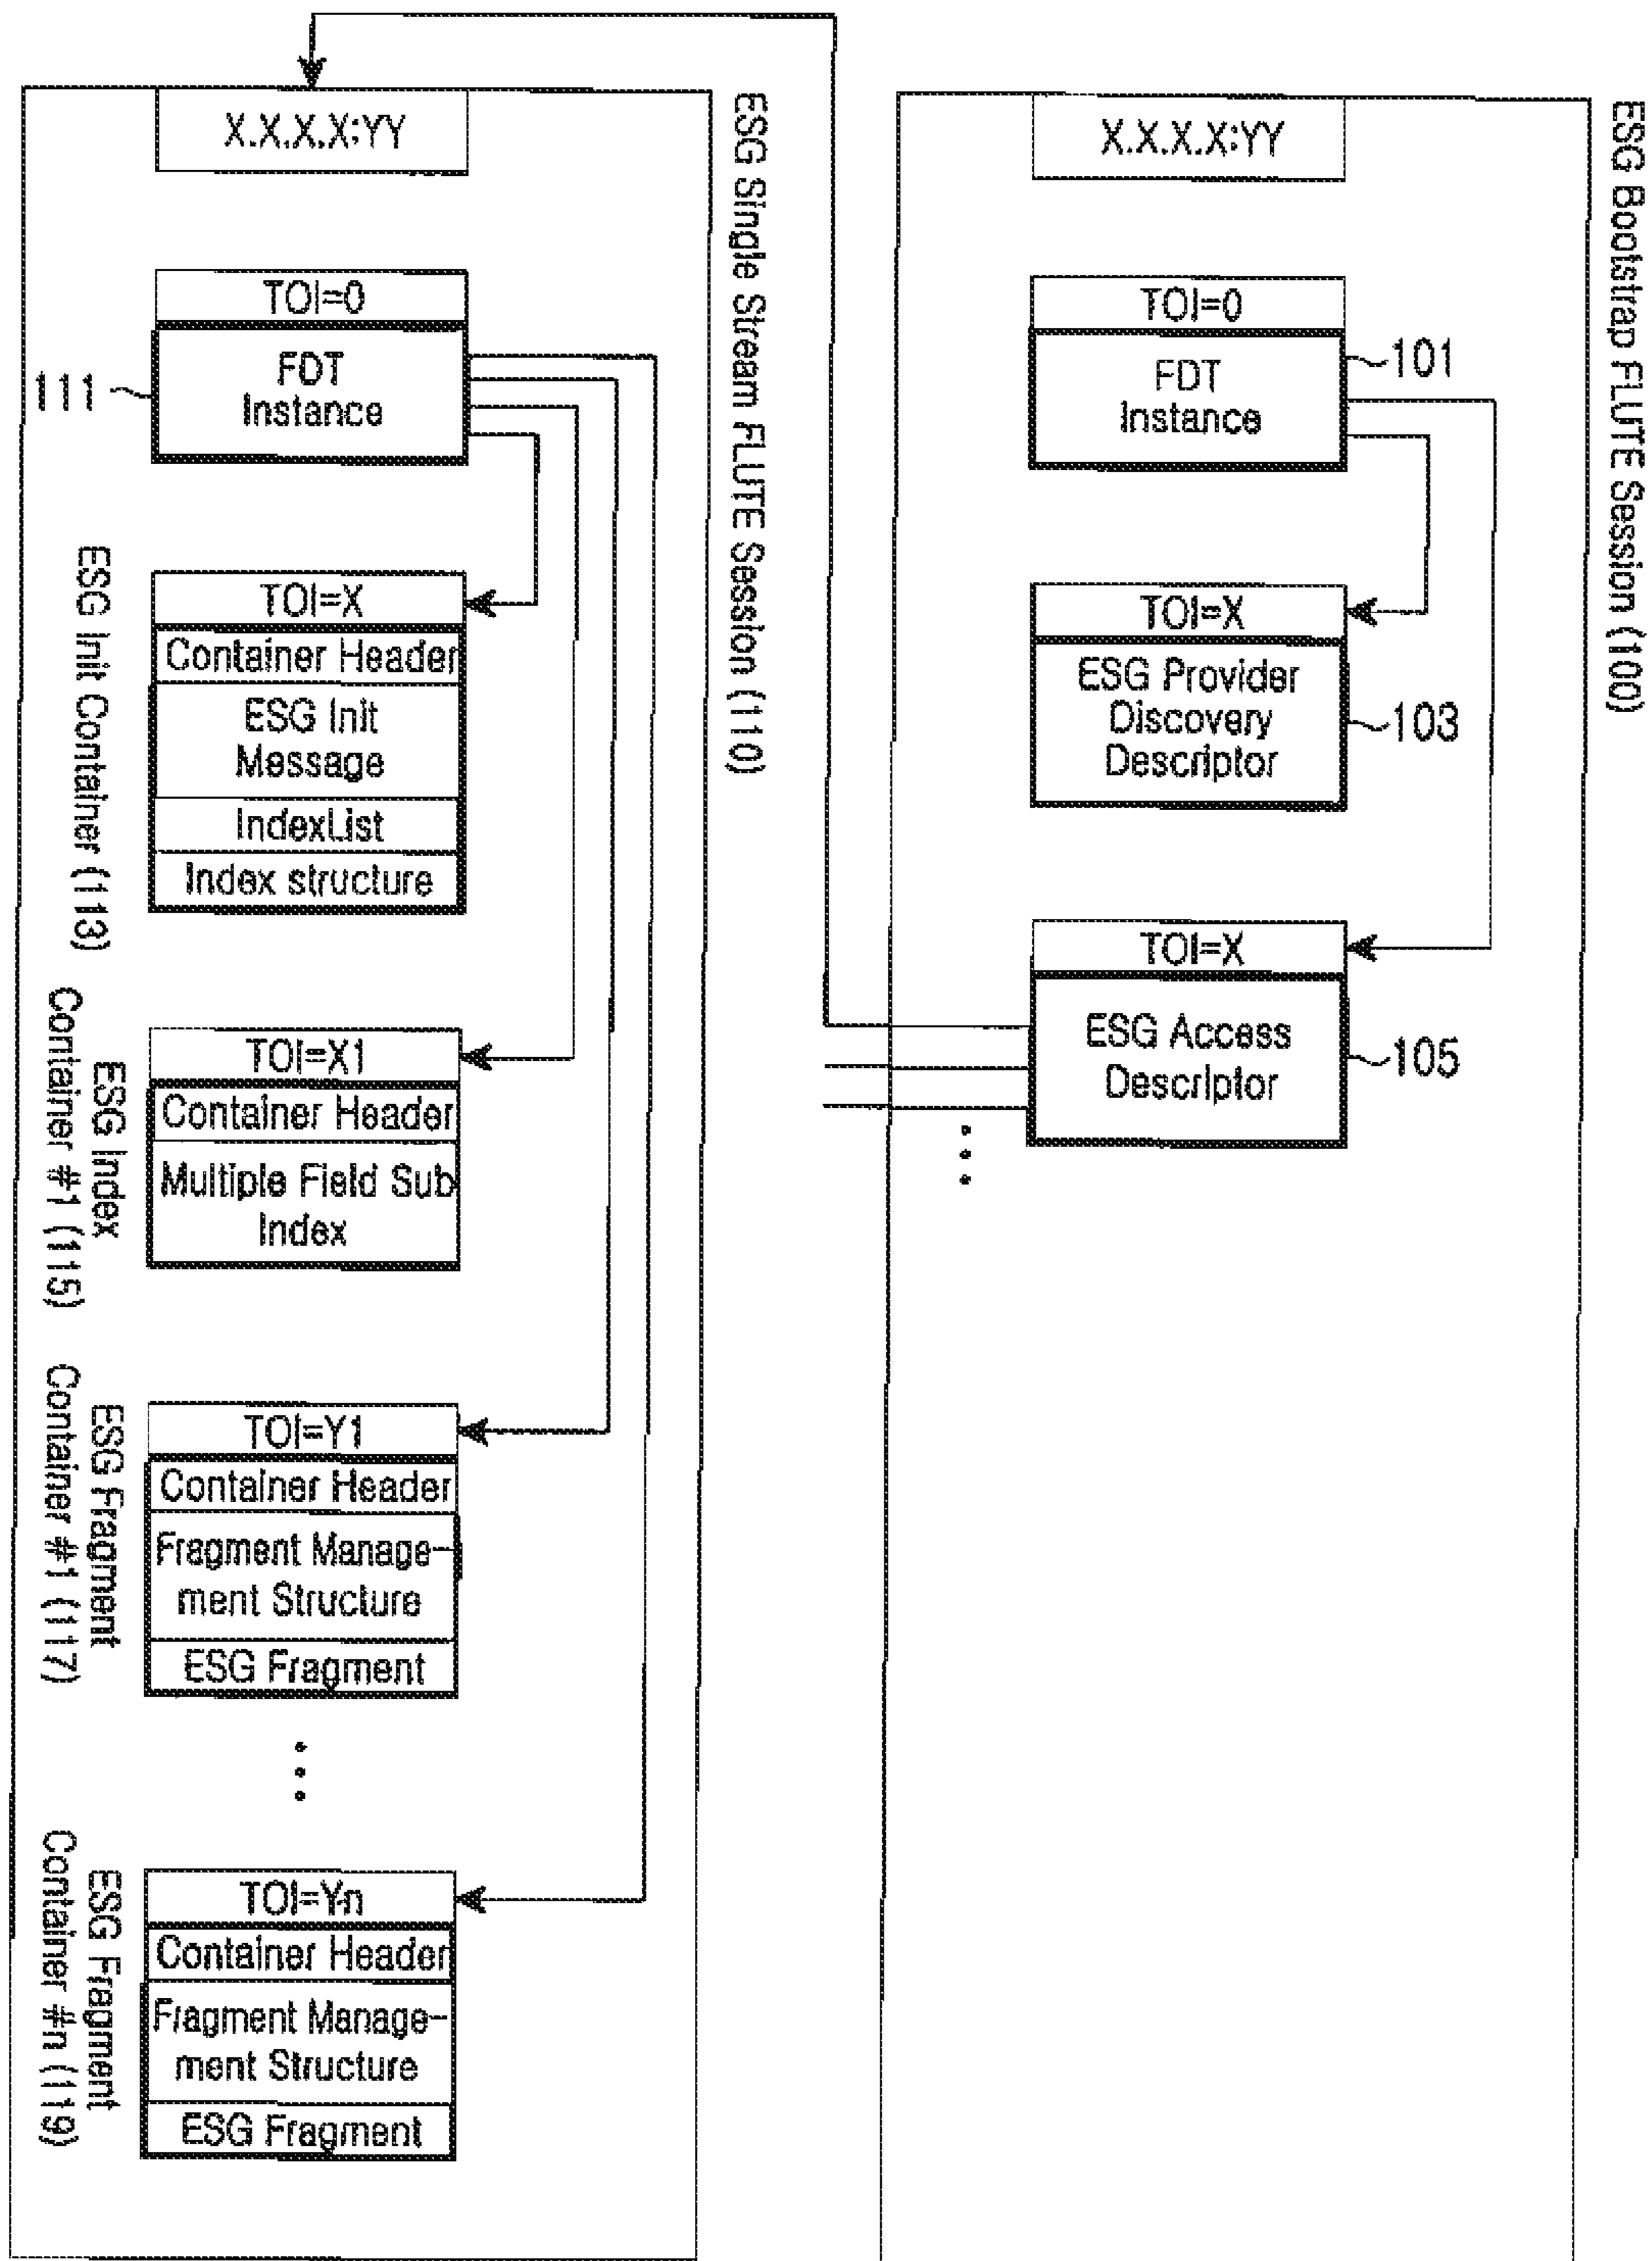 ESG Bootstrap FLUTE Session (100)
X.X.X.X:YY
TOI=0
FDT
Instance
101
TOI=X
ESG Provider
Discovery
Descriptor
103
TOI=X
ESG Access
Descriptor
105
ESG Single Stream FLUTE Session (110)
X.X.X.X:YY
TOI=0
FDT
Instance
111
TOI=X
Container Header
ESG Init
Message
IndexList
Index structure
ESG Init Container (113)
TOI=X1
Container Header
Multiple Field Sub
Index
ESG Index
Container #1 (115)
TOI=Y1
Container Header
Fragment Manage-
ment Structure
ESG Fragment
ESG Fragment
Container #1 (117)
TOI=Yn
Container Header
Fragment Manage-
ment Structure
ESG Fragment
ESG Fragment
Container #n (119)